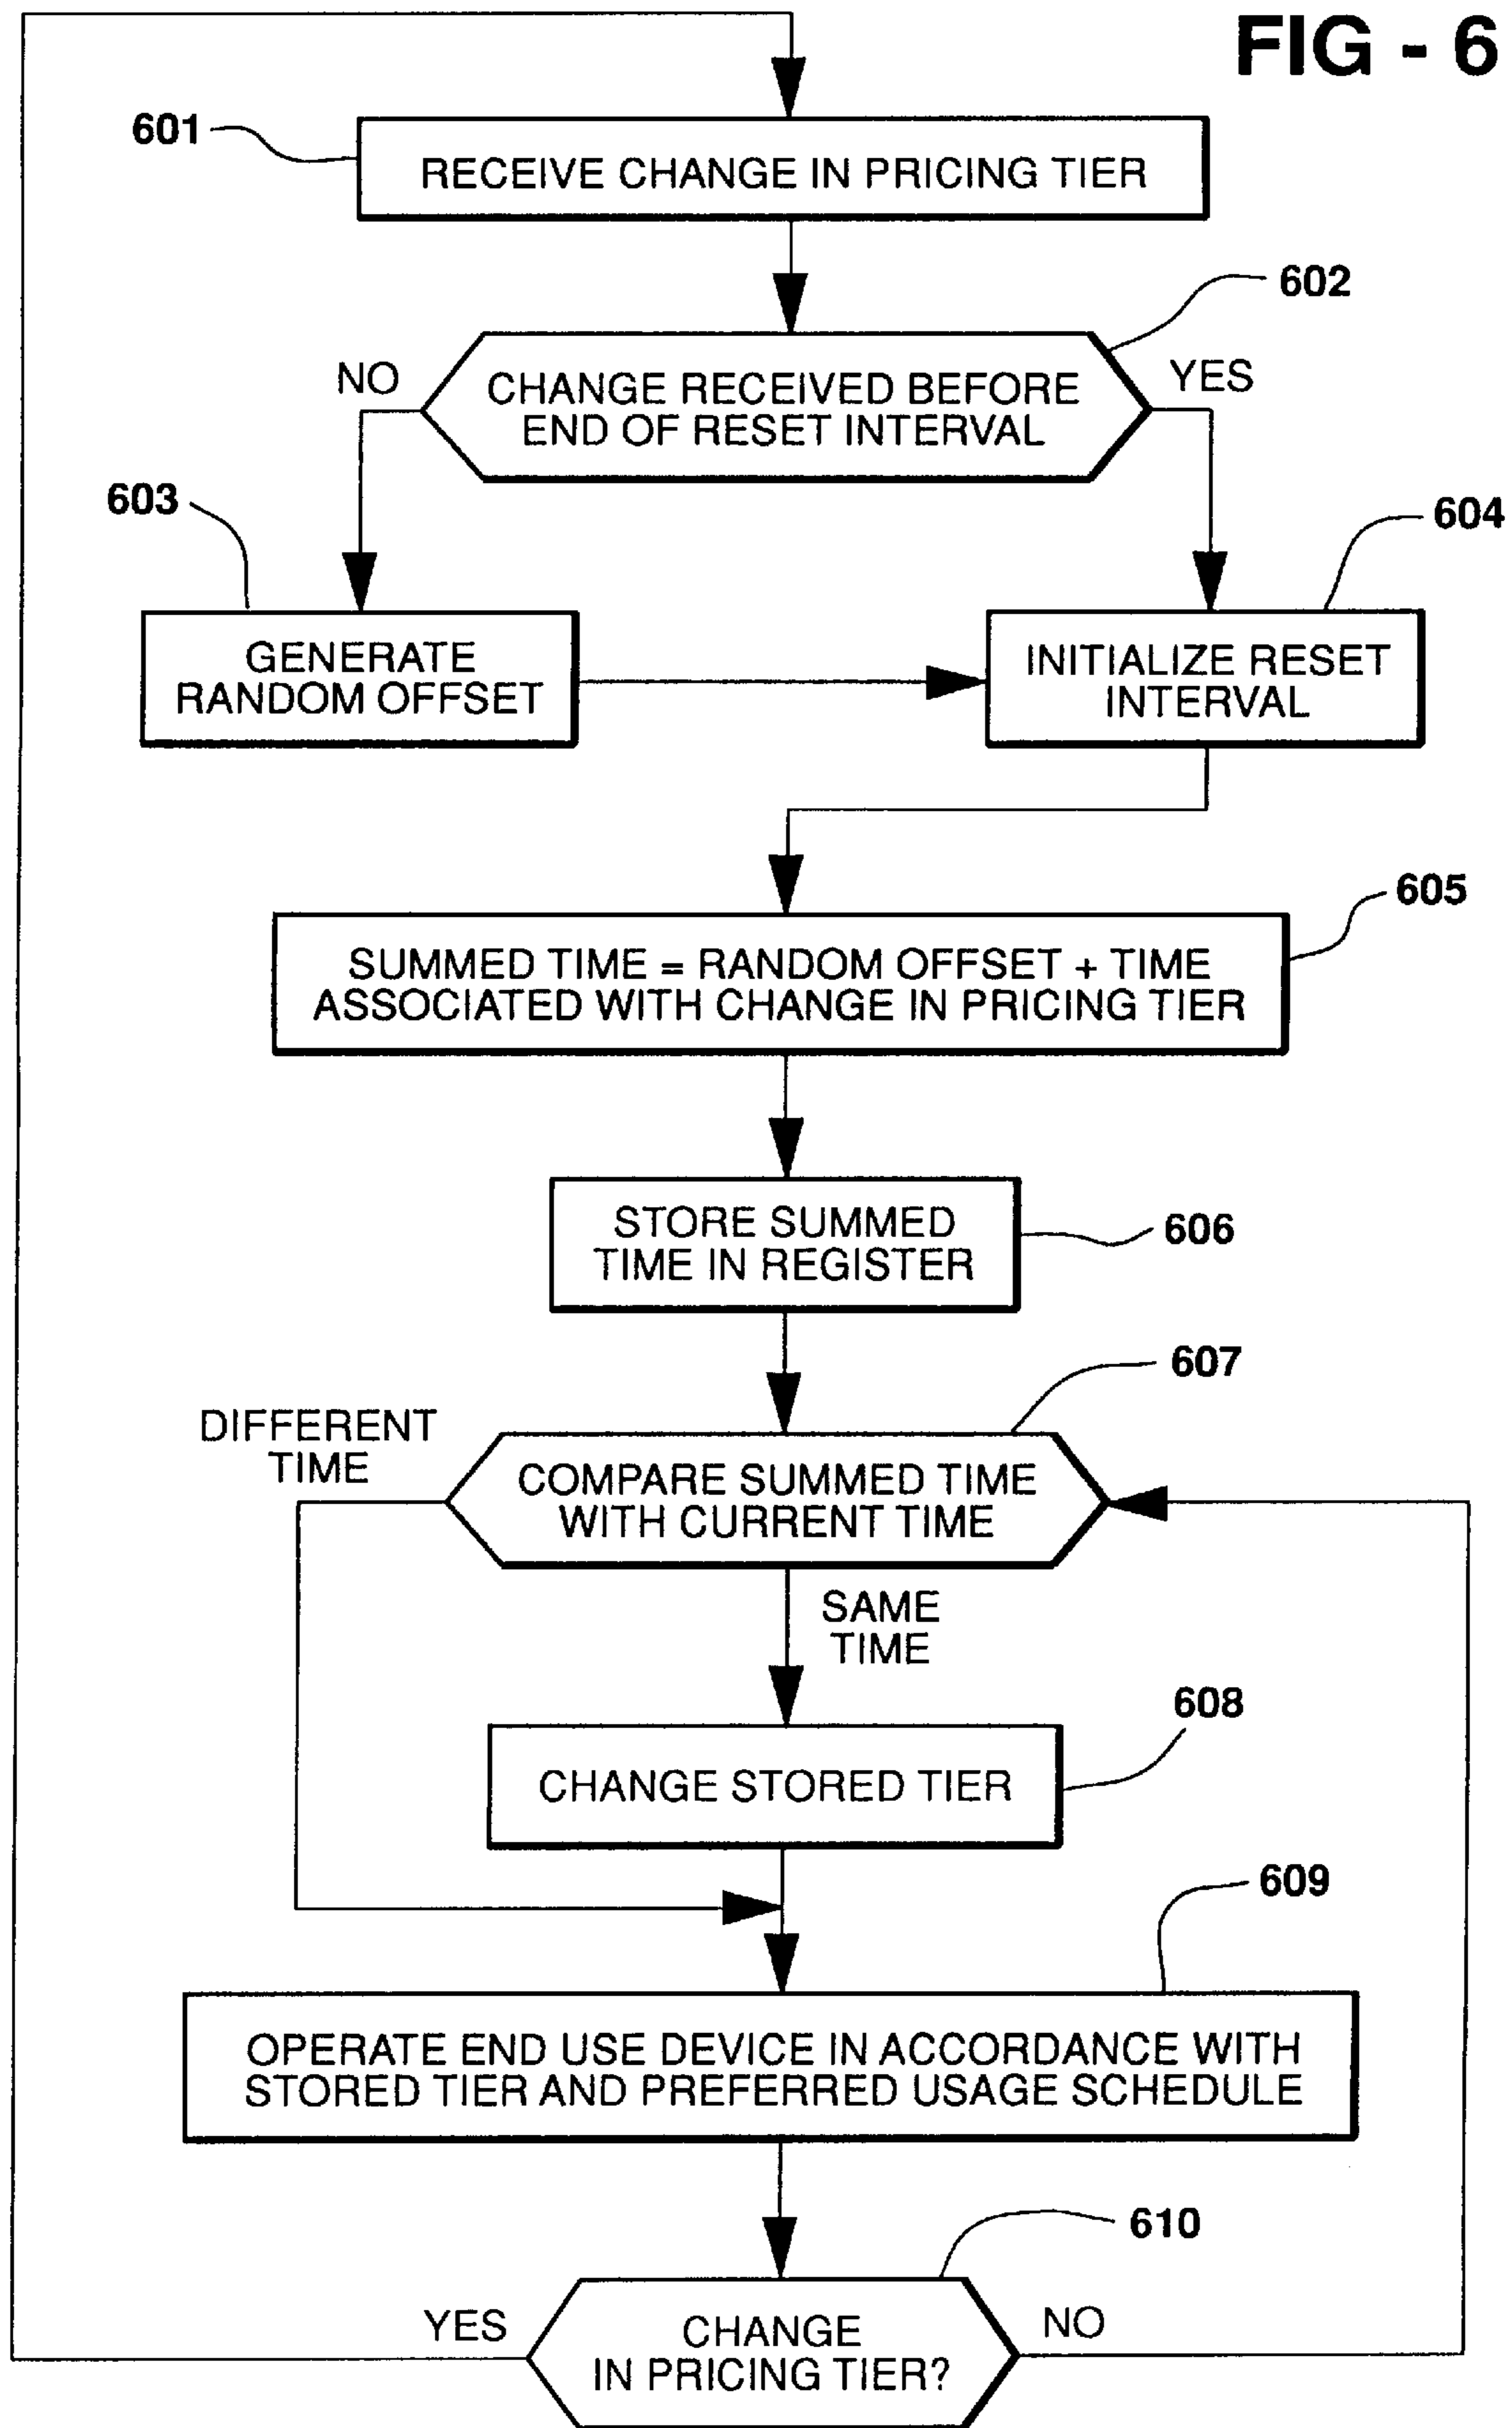 FIG - 6
601
RECEIVE CHANGE IN PRICING TIER
602
NO
CHANGE RECEIVED BEFORE
END OF RESET INTERVAL
YES
603
604
GENERATE
RANDOM OFFSET
INITIALIZE RESET
INTERVAL
605
SUMMED TIME = RANDOM OFFSET + TIME
ASSOCIATED WITH CHANGE IN PRICING TIER
STORE SUMMED
TIME IN REGISTER
606
607
DIFFERENT
TIME
COMPARE SUMMED TIME
WITH CURRENT TIME
SAME
TIME
608
CHANGE STORED TIER
609
OPERATE END USE DEVICE IN ACCORDANCE WITH
STORED TIER AND PREFERRED USAGE SCHEDULE
610
YES
CHANGE
IN PRICING TIER?
NO